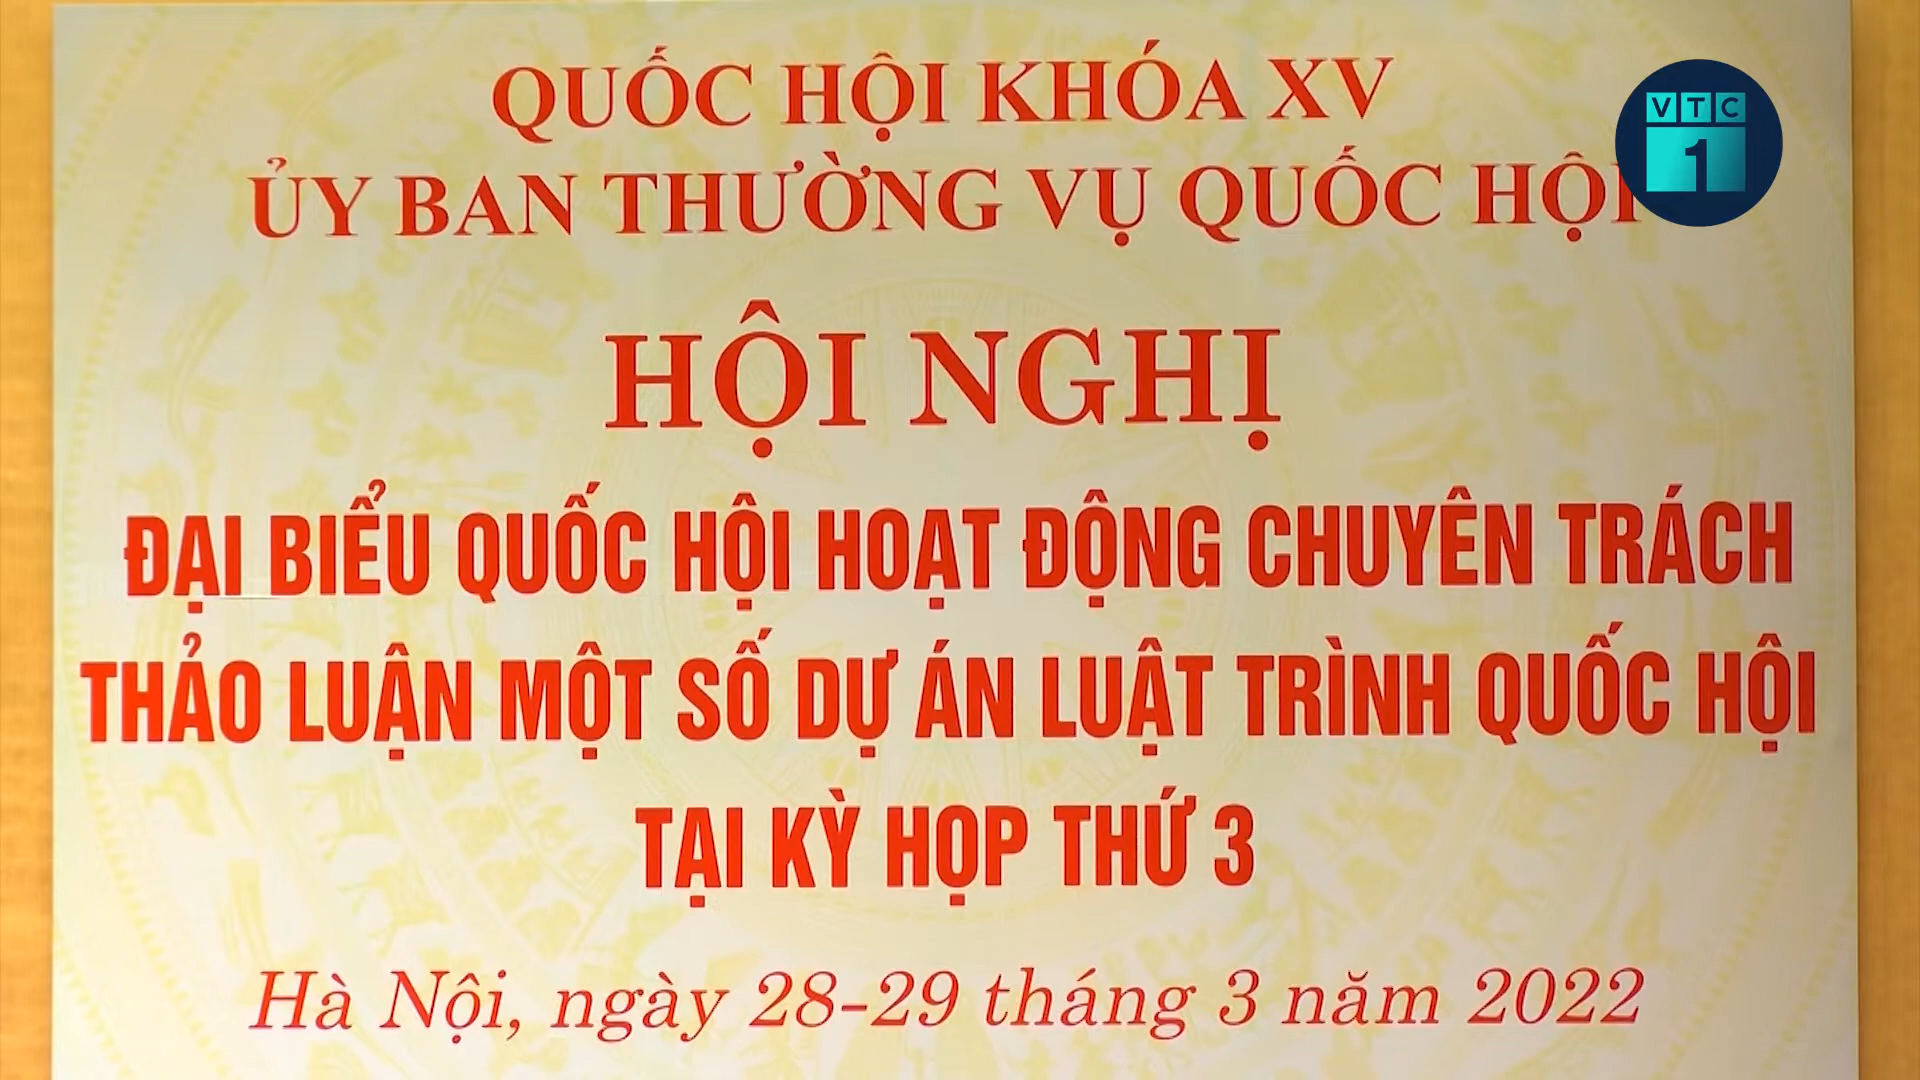 QUỐC HỘI KHÓA XV
VTC
1
ỦY BAN THƯỜNG VỤ QUỐC HỘI
HỘI NGHỊ
ĐẠI BIỂU QUỐC HỘI HOẠT ĐỘNG CHUYÊN TRÁCH
THẢO LUẬN MỘT SỐ DỰ ÁN LUẬT TRÌNH QUỐC HỘI
TẠI KỲ HỌP THỨ 3
Hà Nội, ngày 28-29 tháng 3 năm 2022